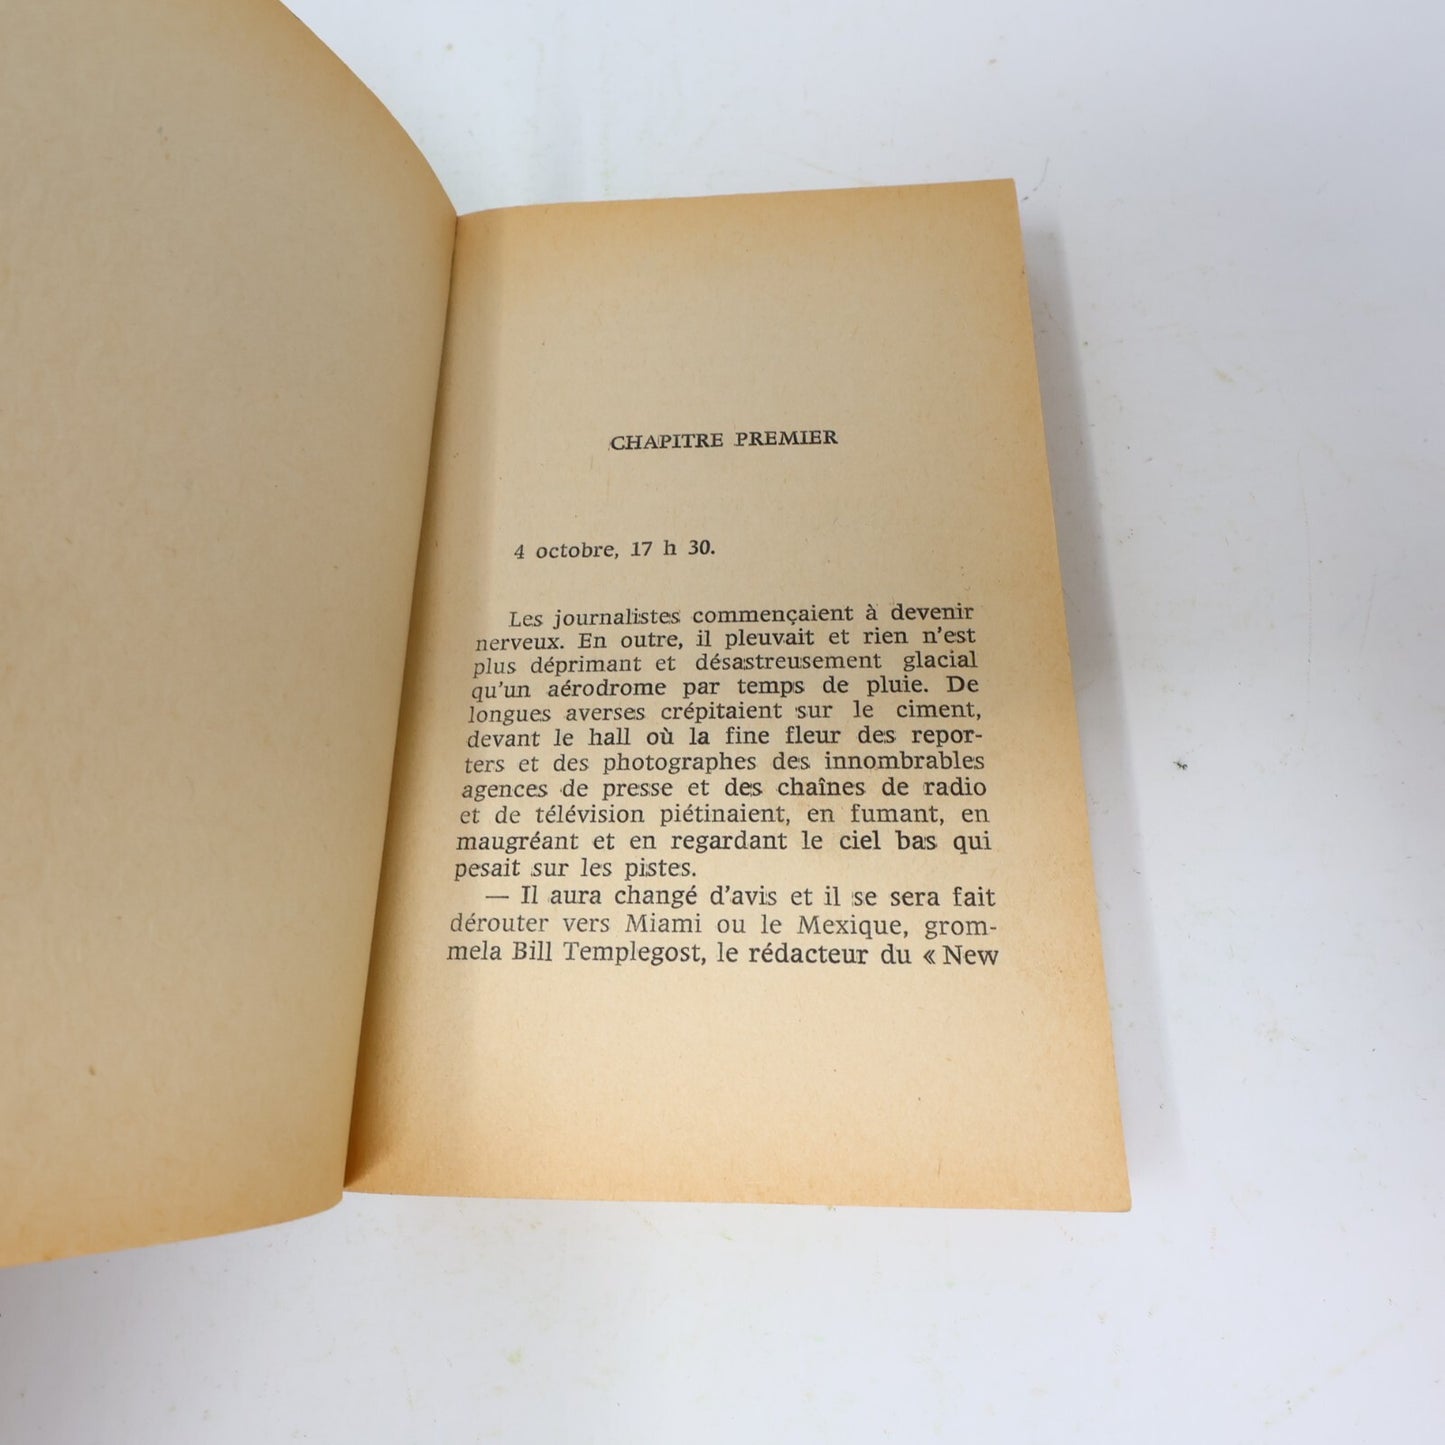 CHAPITRE PREMIER
4 octobre, 17 h 30.
Les journalistes commençaient à devenir
nerveux. En outre, il pleuvait et rien n'est
plus déprimant et désastreusement glacial
qu'un aérodrome par temps de pluie. De
longues averses crépitaient sur le ciment,
devant le hall où la fine fleur des repor-
ters et des photographes des innombrables
agences de presse et des chaînes de radio
et de télévision piétinaient, en fumant, en
maugréant et en regardant le ciel bas qui
pesait sur les pistes.
— Il aura changé d'avis et il se sera fait
dérouter vers Miami ou le Mexique, grom-
mela Bill Templegost, le rédacteur du « New